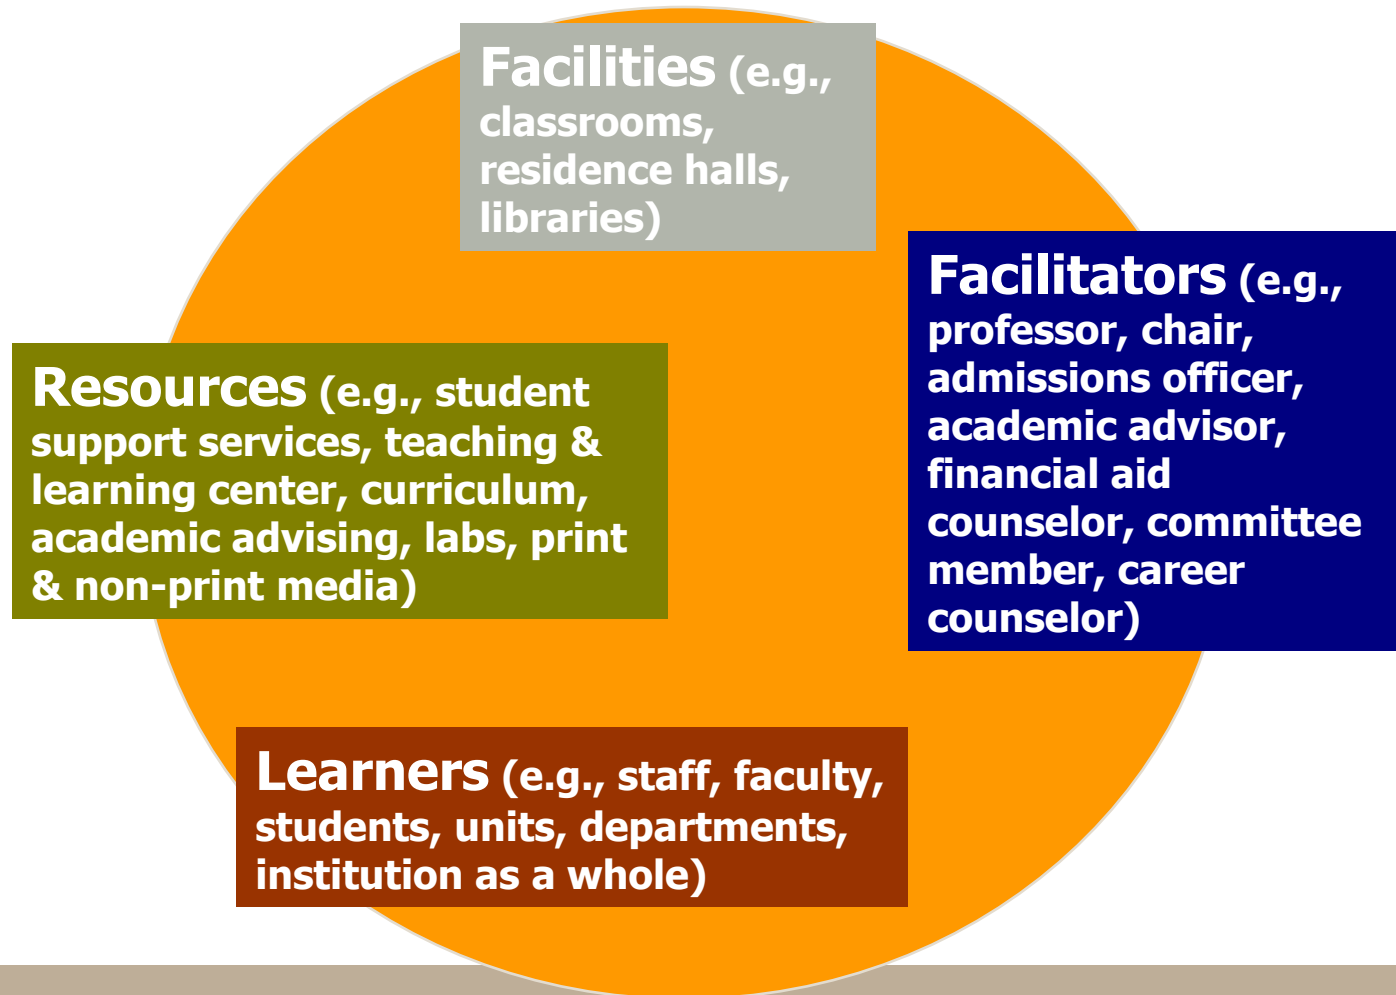 Facilities (e.g.,
classrooms,
residence halls,
libraries)
Facilitators (e.g.,
professor, chair,
admissions officer,
academic advisor,
financial aid
counselor, committee
member, career
counselor)
Resources (e.g., student
support services, teaching &
learning center, curriculum,
academic advising, labs, print
& non-print media)
Learners (e.g., staff, faculty,
students, units, departments,
institution as a whole)